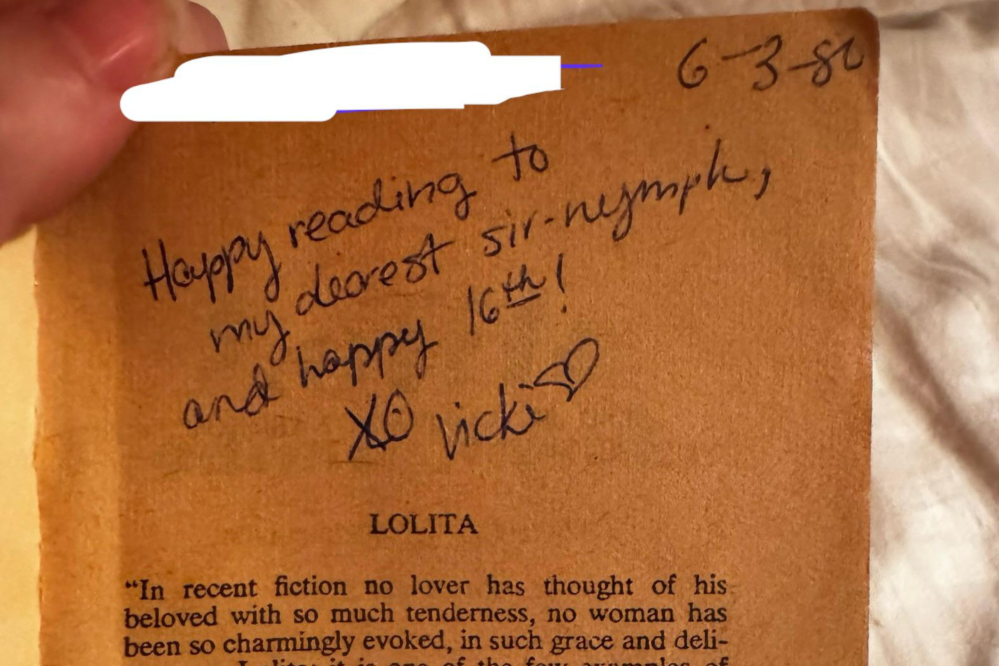 6-3-80
Happy reading to
my dearest sir-nymph,
and happy 16th!
XO Vicki
LOLITA
"In recent fiction no lover has thought of his
beloved with so much tenderness, no woman has
been so charmingly evoked, in such grace and deli-